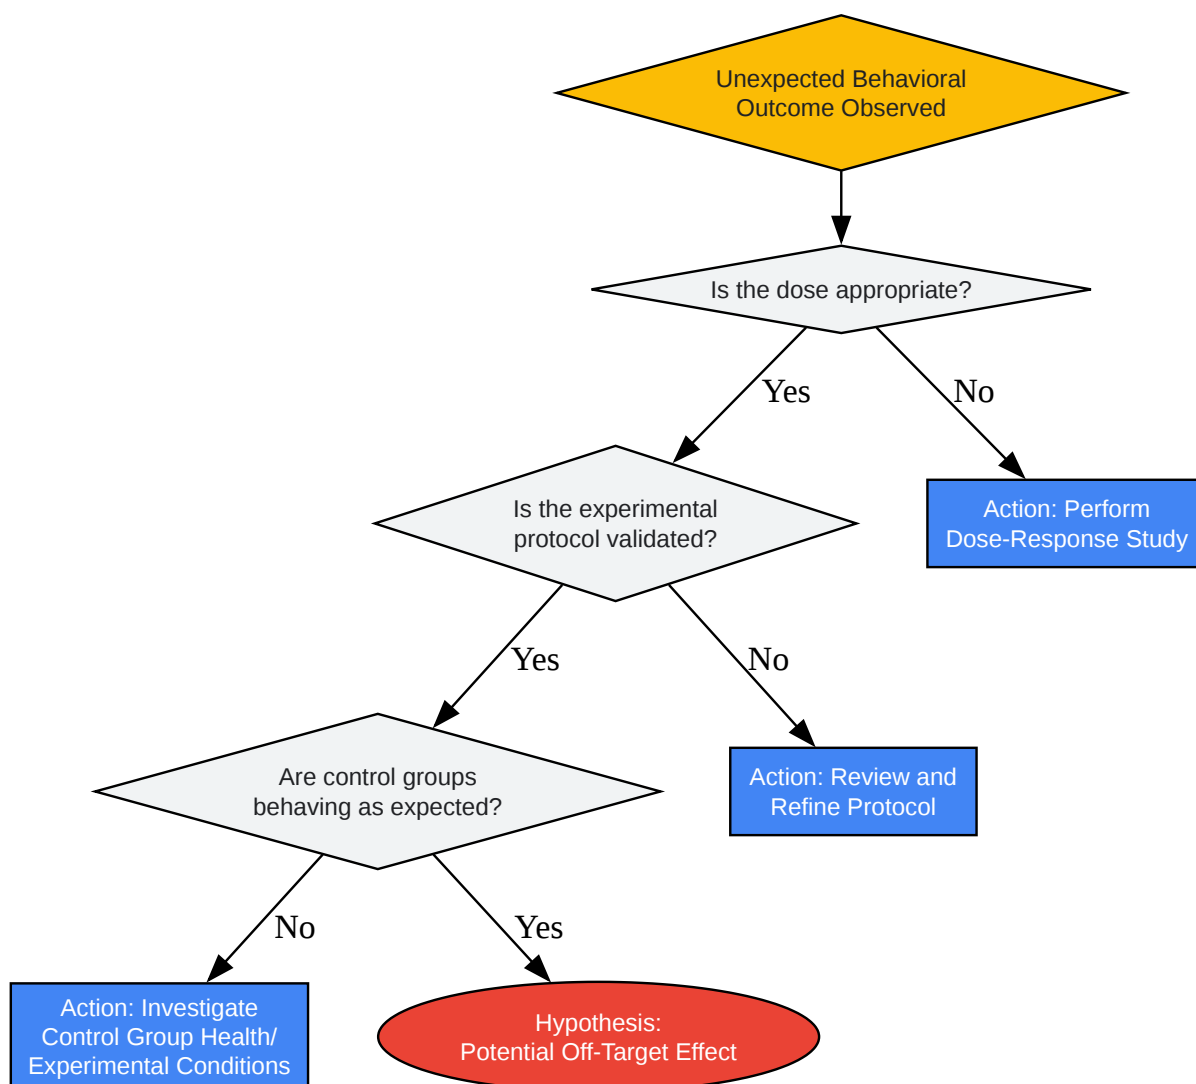 Unexpected Behavioral
Outcome Observed
Is the dose appropriate?
Yes
No
Is the experimental
protocol validated?
Action: Perform
Dose-Response Study
Yes
No
Are control groups
behaving as expected?
Action: Review and
Refine Protocol
No
Yes
Action: Investigate
Control Group Health/
Experimental Conditions
Hypothesis:
Potential Off-Target Effect